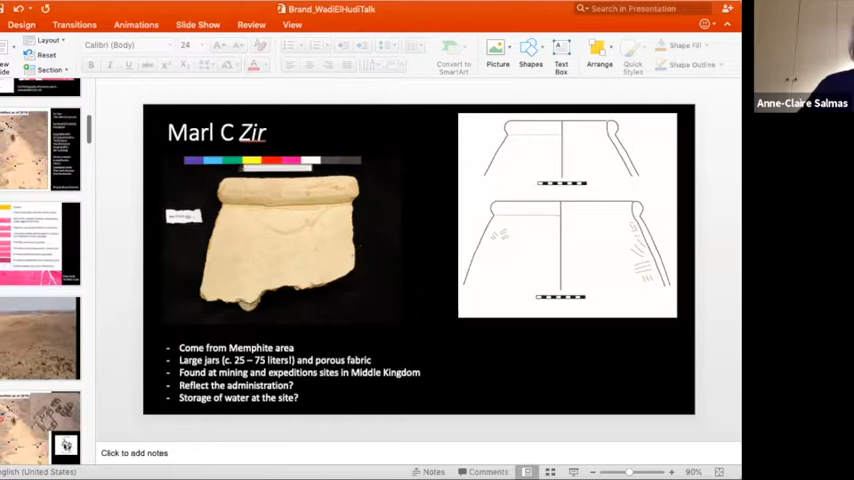 Brand_WadiElHudiTalk
Search in Presentation
Design
Transitions
Animations
Slide Show
Review
View
Layout
Reset
Section
Calibri (Body)
24
Convert to
SmartArt
Picture
Shapes
Text
Box
Arrange
Quick
Styles
Shape Fill
Shape Outline
Anne-Claire Salmas
Marl C Zir
- Come from Memphite area
- Large jars (c. 25 – 75 liters!) and porous fabric
- Found at mining and expeditions sites in Middle Kingdom
- Reflect the administration?
- Storage of water at the site?
Click to add notes
English (United States)
Notes
Comments
90%